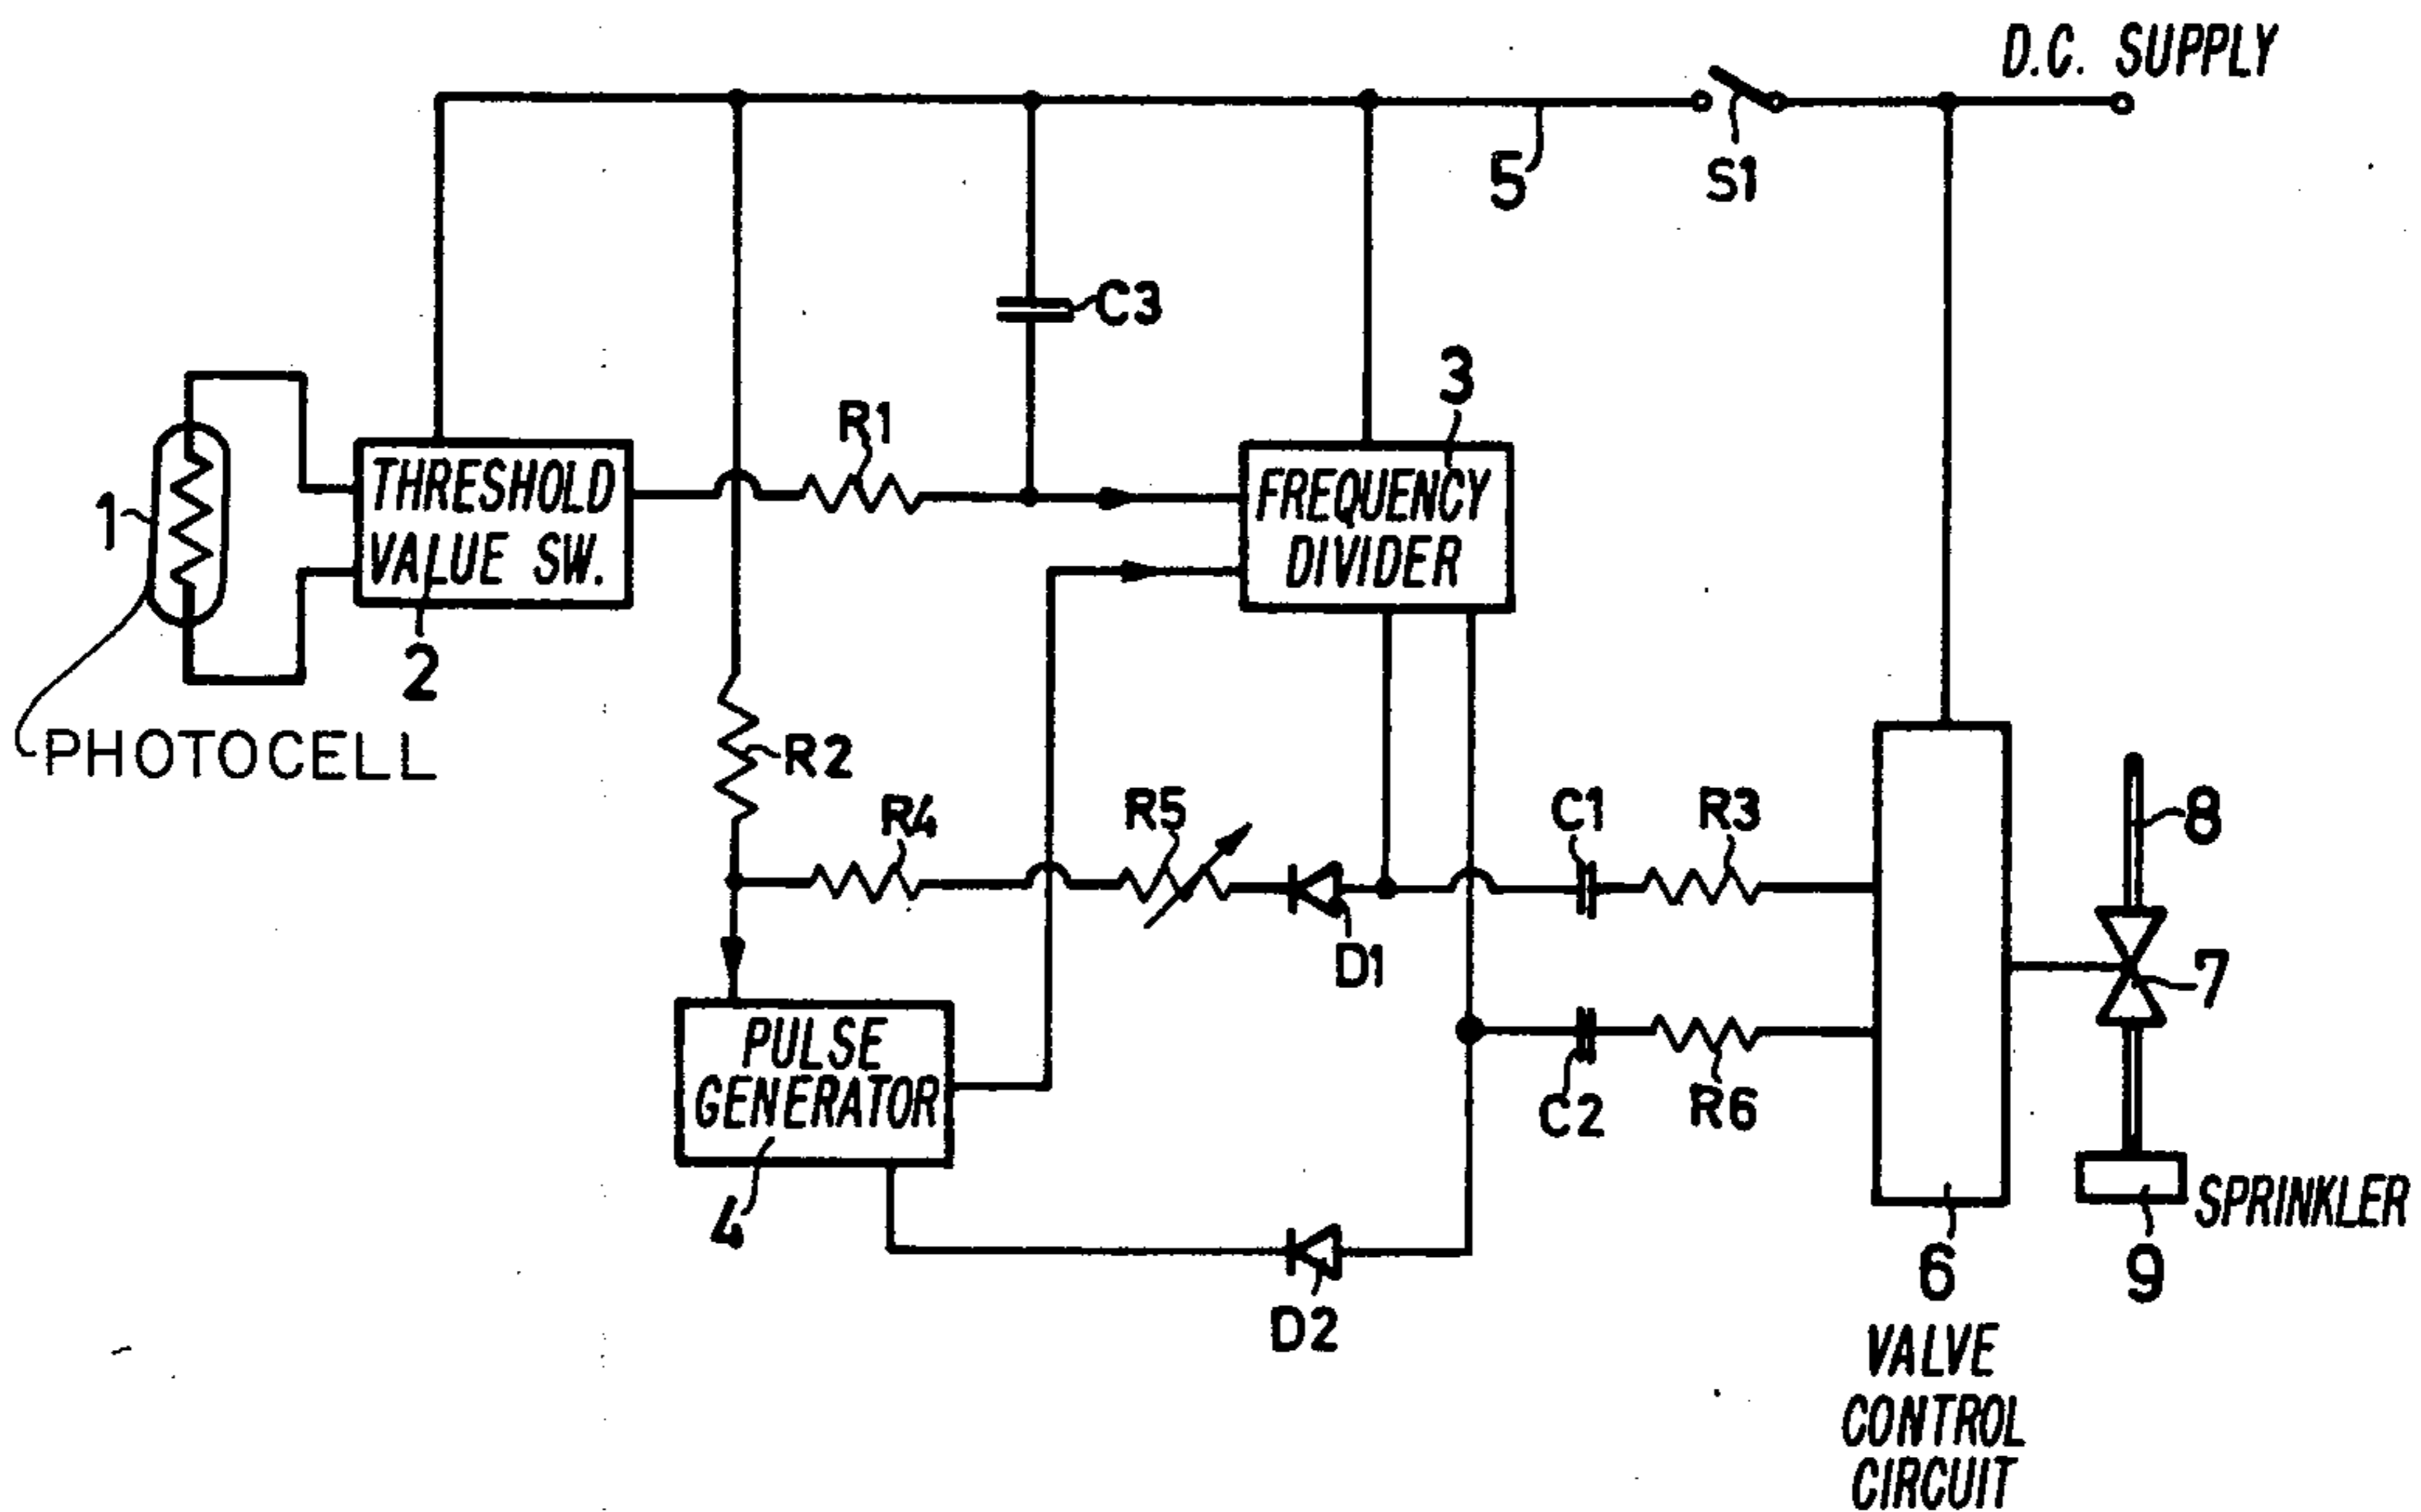 D.C. SUPPLY
5
S1
C3
3
R1
1
THRESHOLD
VALUE SW.
FREQUENCY
DIVIDER
2
PHOTOCELL
R2
R4
R5
C1
R3
8
D1
7
PULSE
GENERATOR
C2
R6
4
SPRINKLER
D2
6
9
VALVE
CONTROL
CIRCUIT